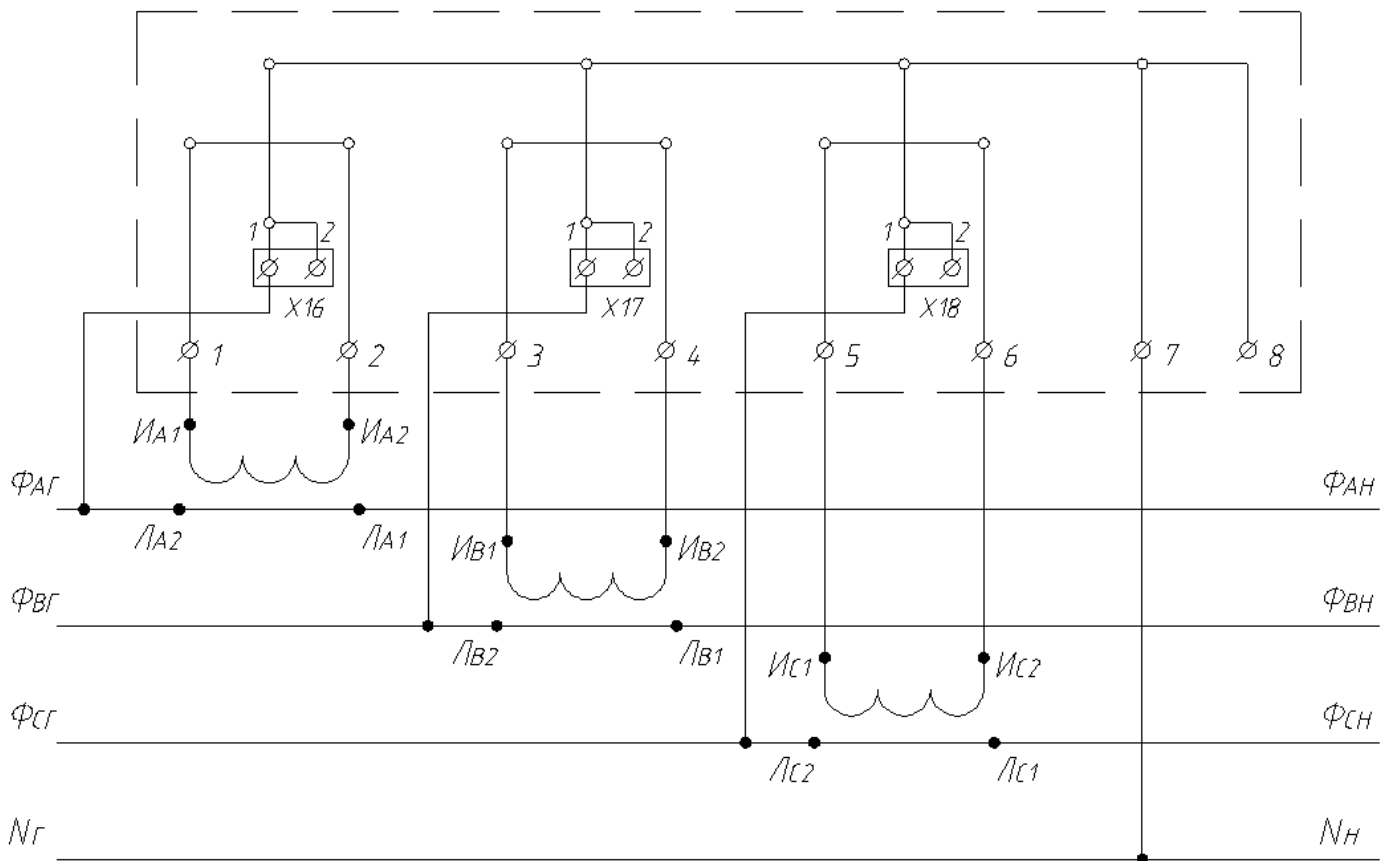 1 2 1 2 1 2
X16 X17 X18
1 2 3 4 5 6 7 8
ИА1 ИА2
ФАГ ФАН
ЛА2 ЛА1
ИВ1 ИВ2
ФВГ ФВН
ЛВ2 ЛВ1
ИС1 ИС2
ФСГ ФСН
ЛС2 ЛС1
NГ NН